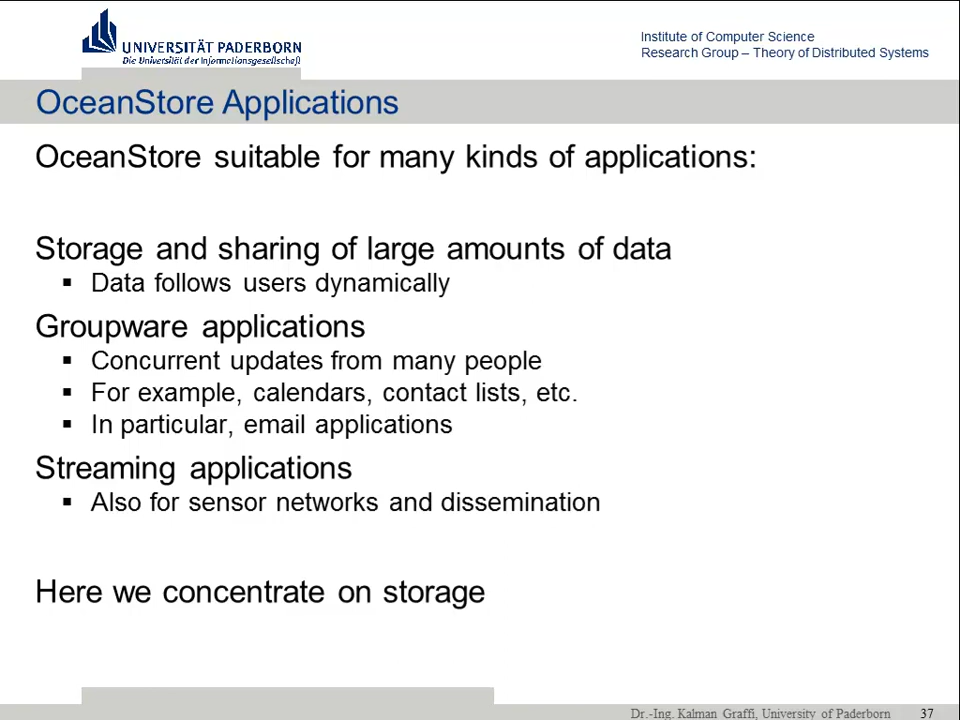 UNIVERSITÄT PADERBORN
Die Universität der Informationsgesellschaft
Institute of Computer Science
Research Group – Theory of Distributed Systems
OceanStore Applications
OceanStore suitable for many kinds of applications:
Storage and sharing of large amounts of data
▪ Data follows users dynamically
Groupware applications
▪ Concurrent updates from many people
▪ For example, calendars, contact lists, etc.
▪ In particular, email applications
Streaming applications
▪ Also for sensor networks and dissemination
Here we concentrate on storage
Dr.-Ing. Kalman Graffi, University of Paderborn 37